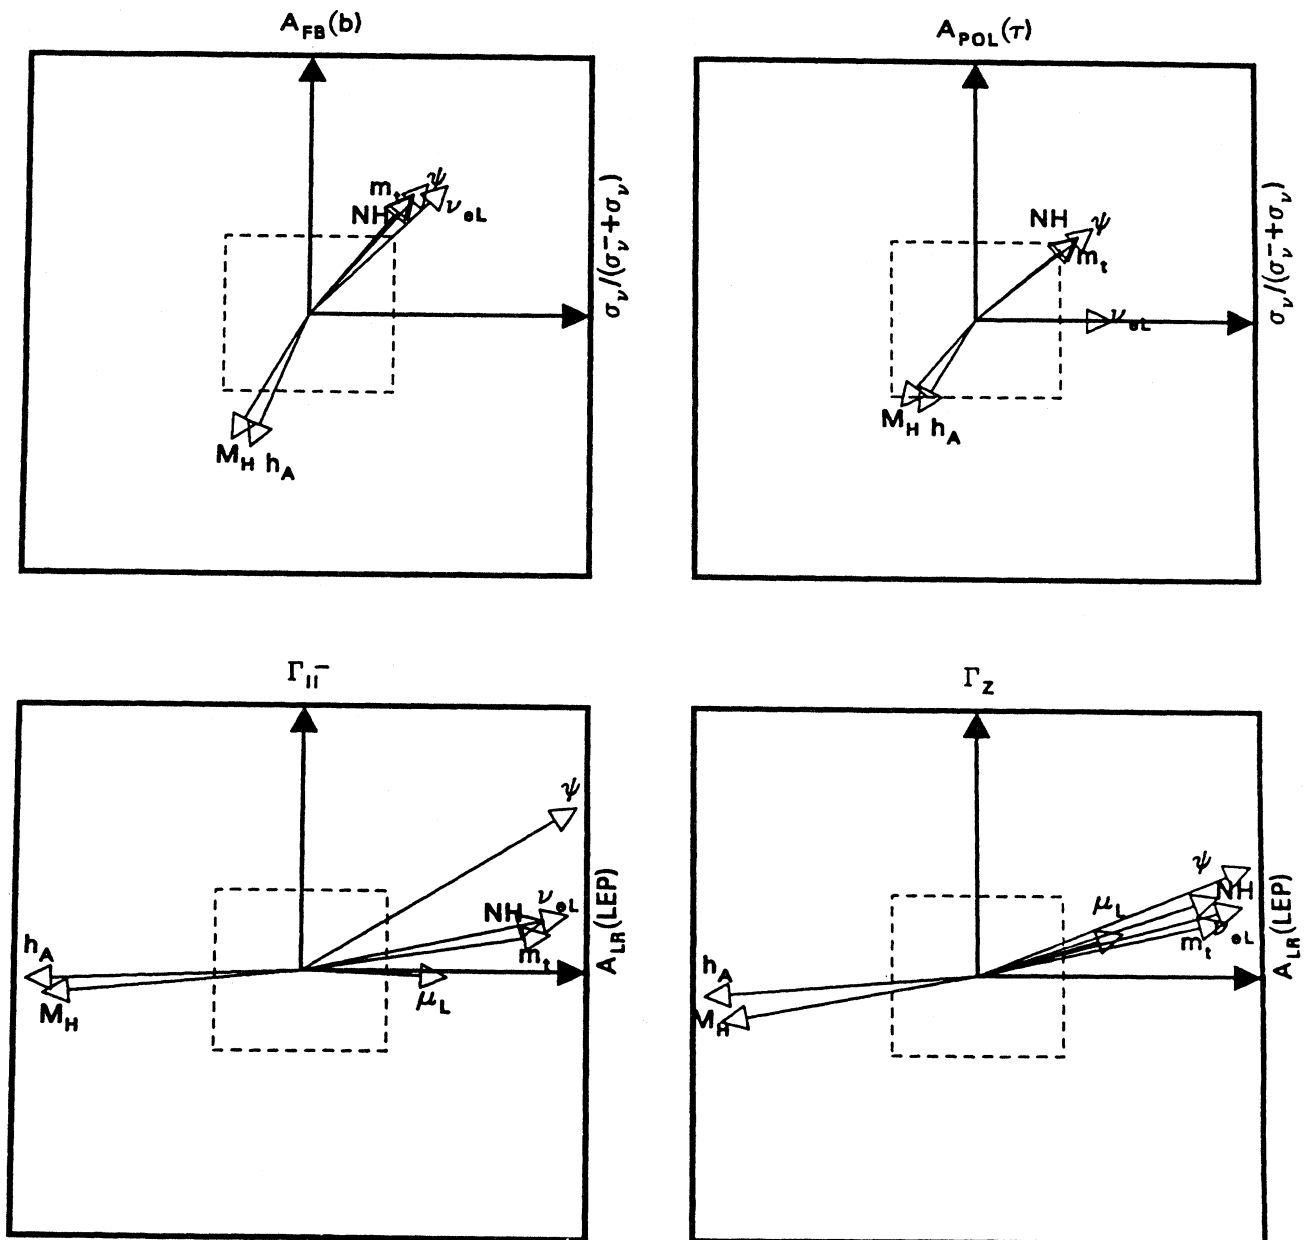 A_FB(b)
ψ
m_t
NH
ν_eL
M_H h_A
σ_ν/(σ_ν̄+σ_ν)
A_POL(τ)
NH ψ
m_t
ν_eL
M_H h_A
σ_ν/(σ_ν̄+σ_ν)
Γ_ll̄
ψ
NH ν_eL
m_t
h_A
M_H
μ_L
A_LR(LEP)
Γ_Z
ψ
NH
μ_L
m_t ν_eL
h_A
M_H
A_LR(LEP)